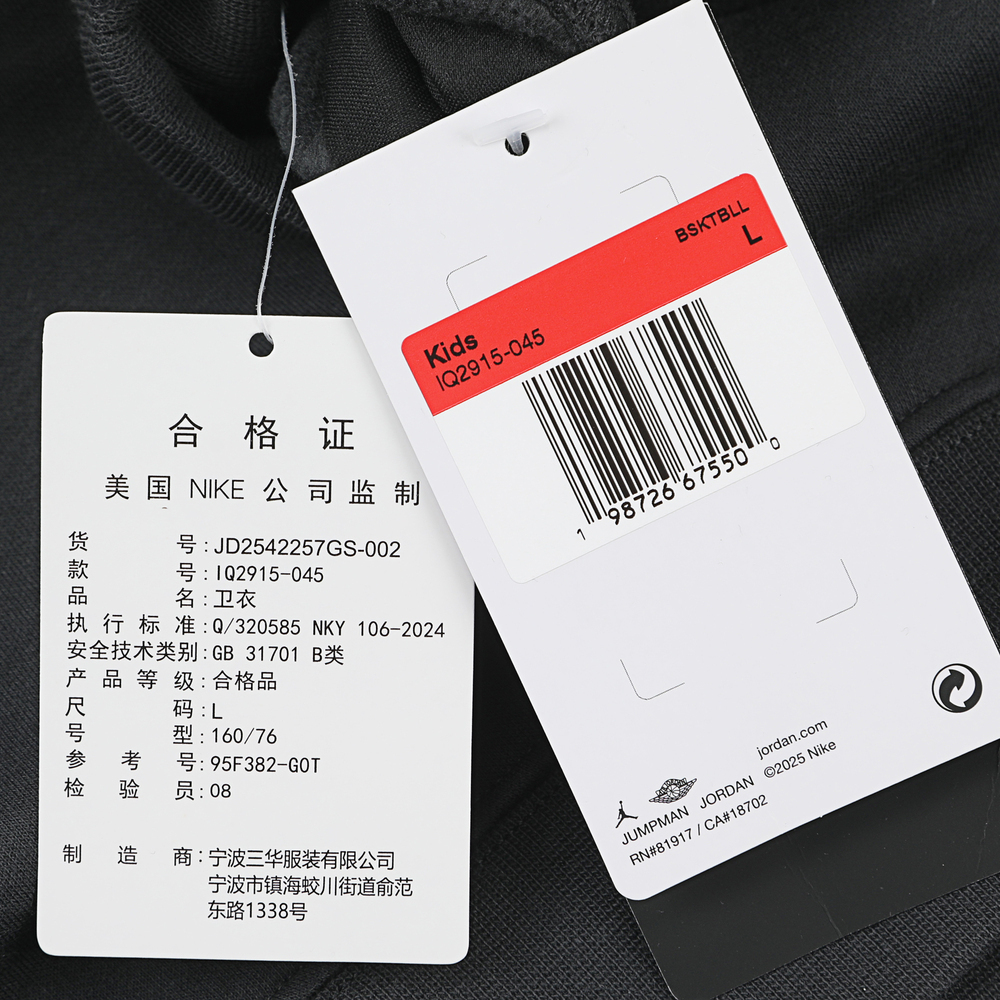 合格证
美国 NIKE 公司监制
货号:JD2542257GS-002
款号:IQ2915-045
品名:卫衣
执行标准:Q/320585 NKY 106-2024
安全技术类别:GB 31701 B类
产品等级:合格品
尺码:L
号型:160/76
参考号:95F382-GOT
检验员:08
制造商:宁波三华服装有限公司
宁波市镇海蛟川街道俞范
东路1338号
BSKTBLL
L
Kids
IQ2915-045
1 98726 67550 0
jordan.com
JUMPMAN JORDAN ©2025 Nike
RN#81917 / CA#18702